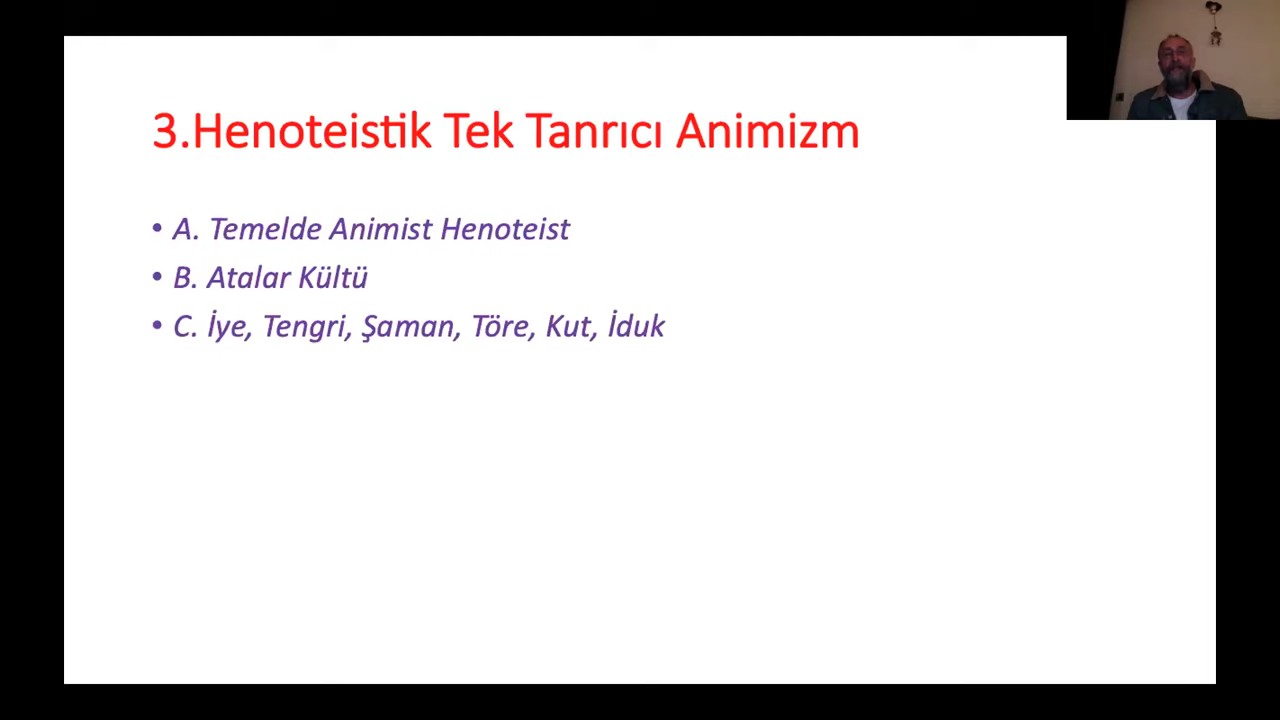 3.Henoteistik Tek Tanrıcı Animizm
• A. Temelde Animist Henoteist
• B. Atalar Kültü
• C. İye, Tengri, Şaman, Töre, Kut, İduk